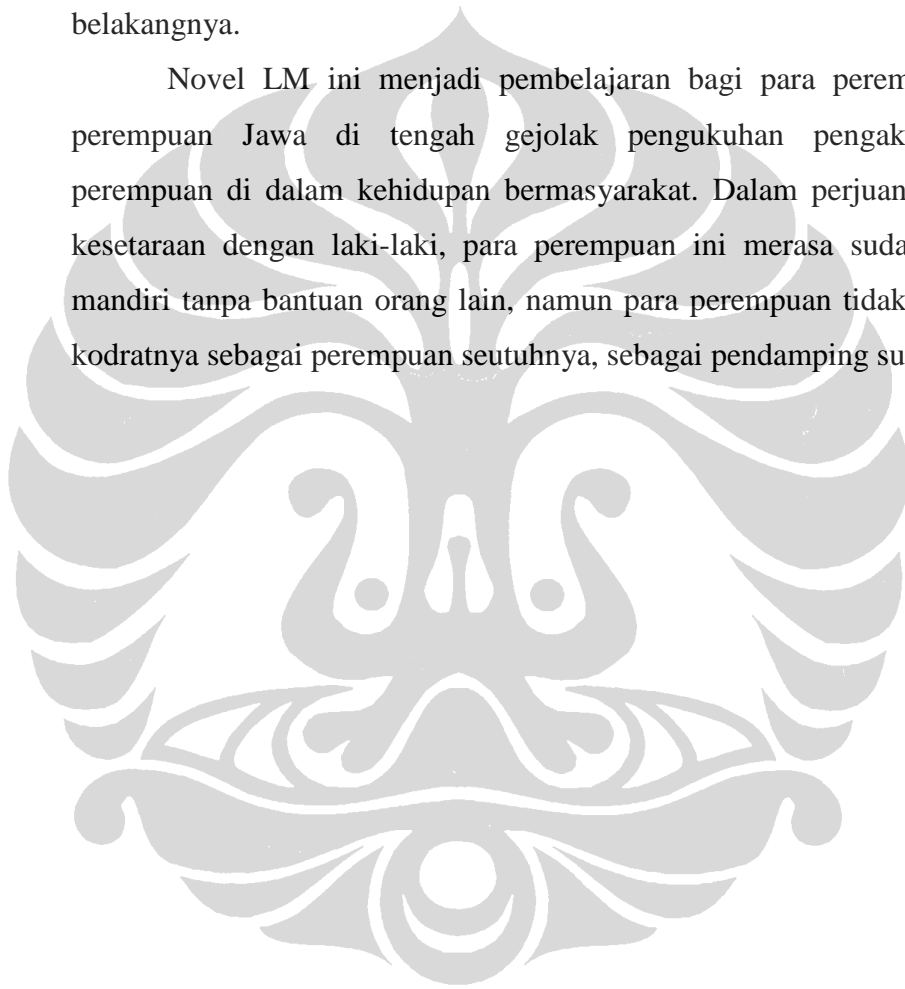 belakangnya.
Novel LM ini menjadi pembelajaran bagi para perem
perempuan Jawa di tengah gejolak pengukuhan pengak
perempuan di dalam kehidupan bermasyarakat. Dalam perjuan
kesetaraan dengan laki-laki, para perempuan ini merasa suda
mandiri tanpa bantuan orang lain, namun para perempuan tidak
kodratnya sebagai perempuan seutuhnya, sebagai pendamping su